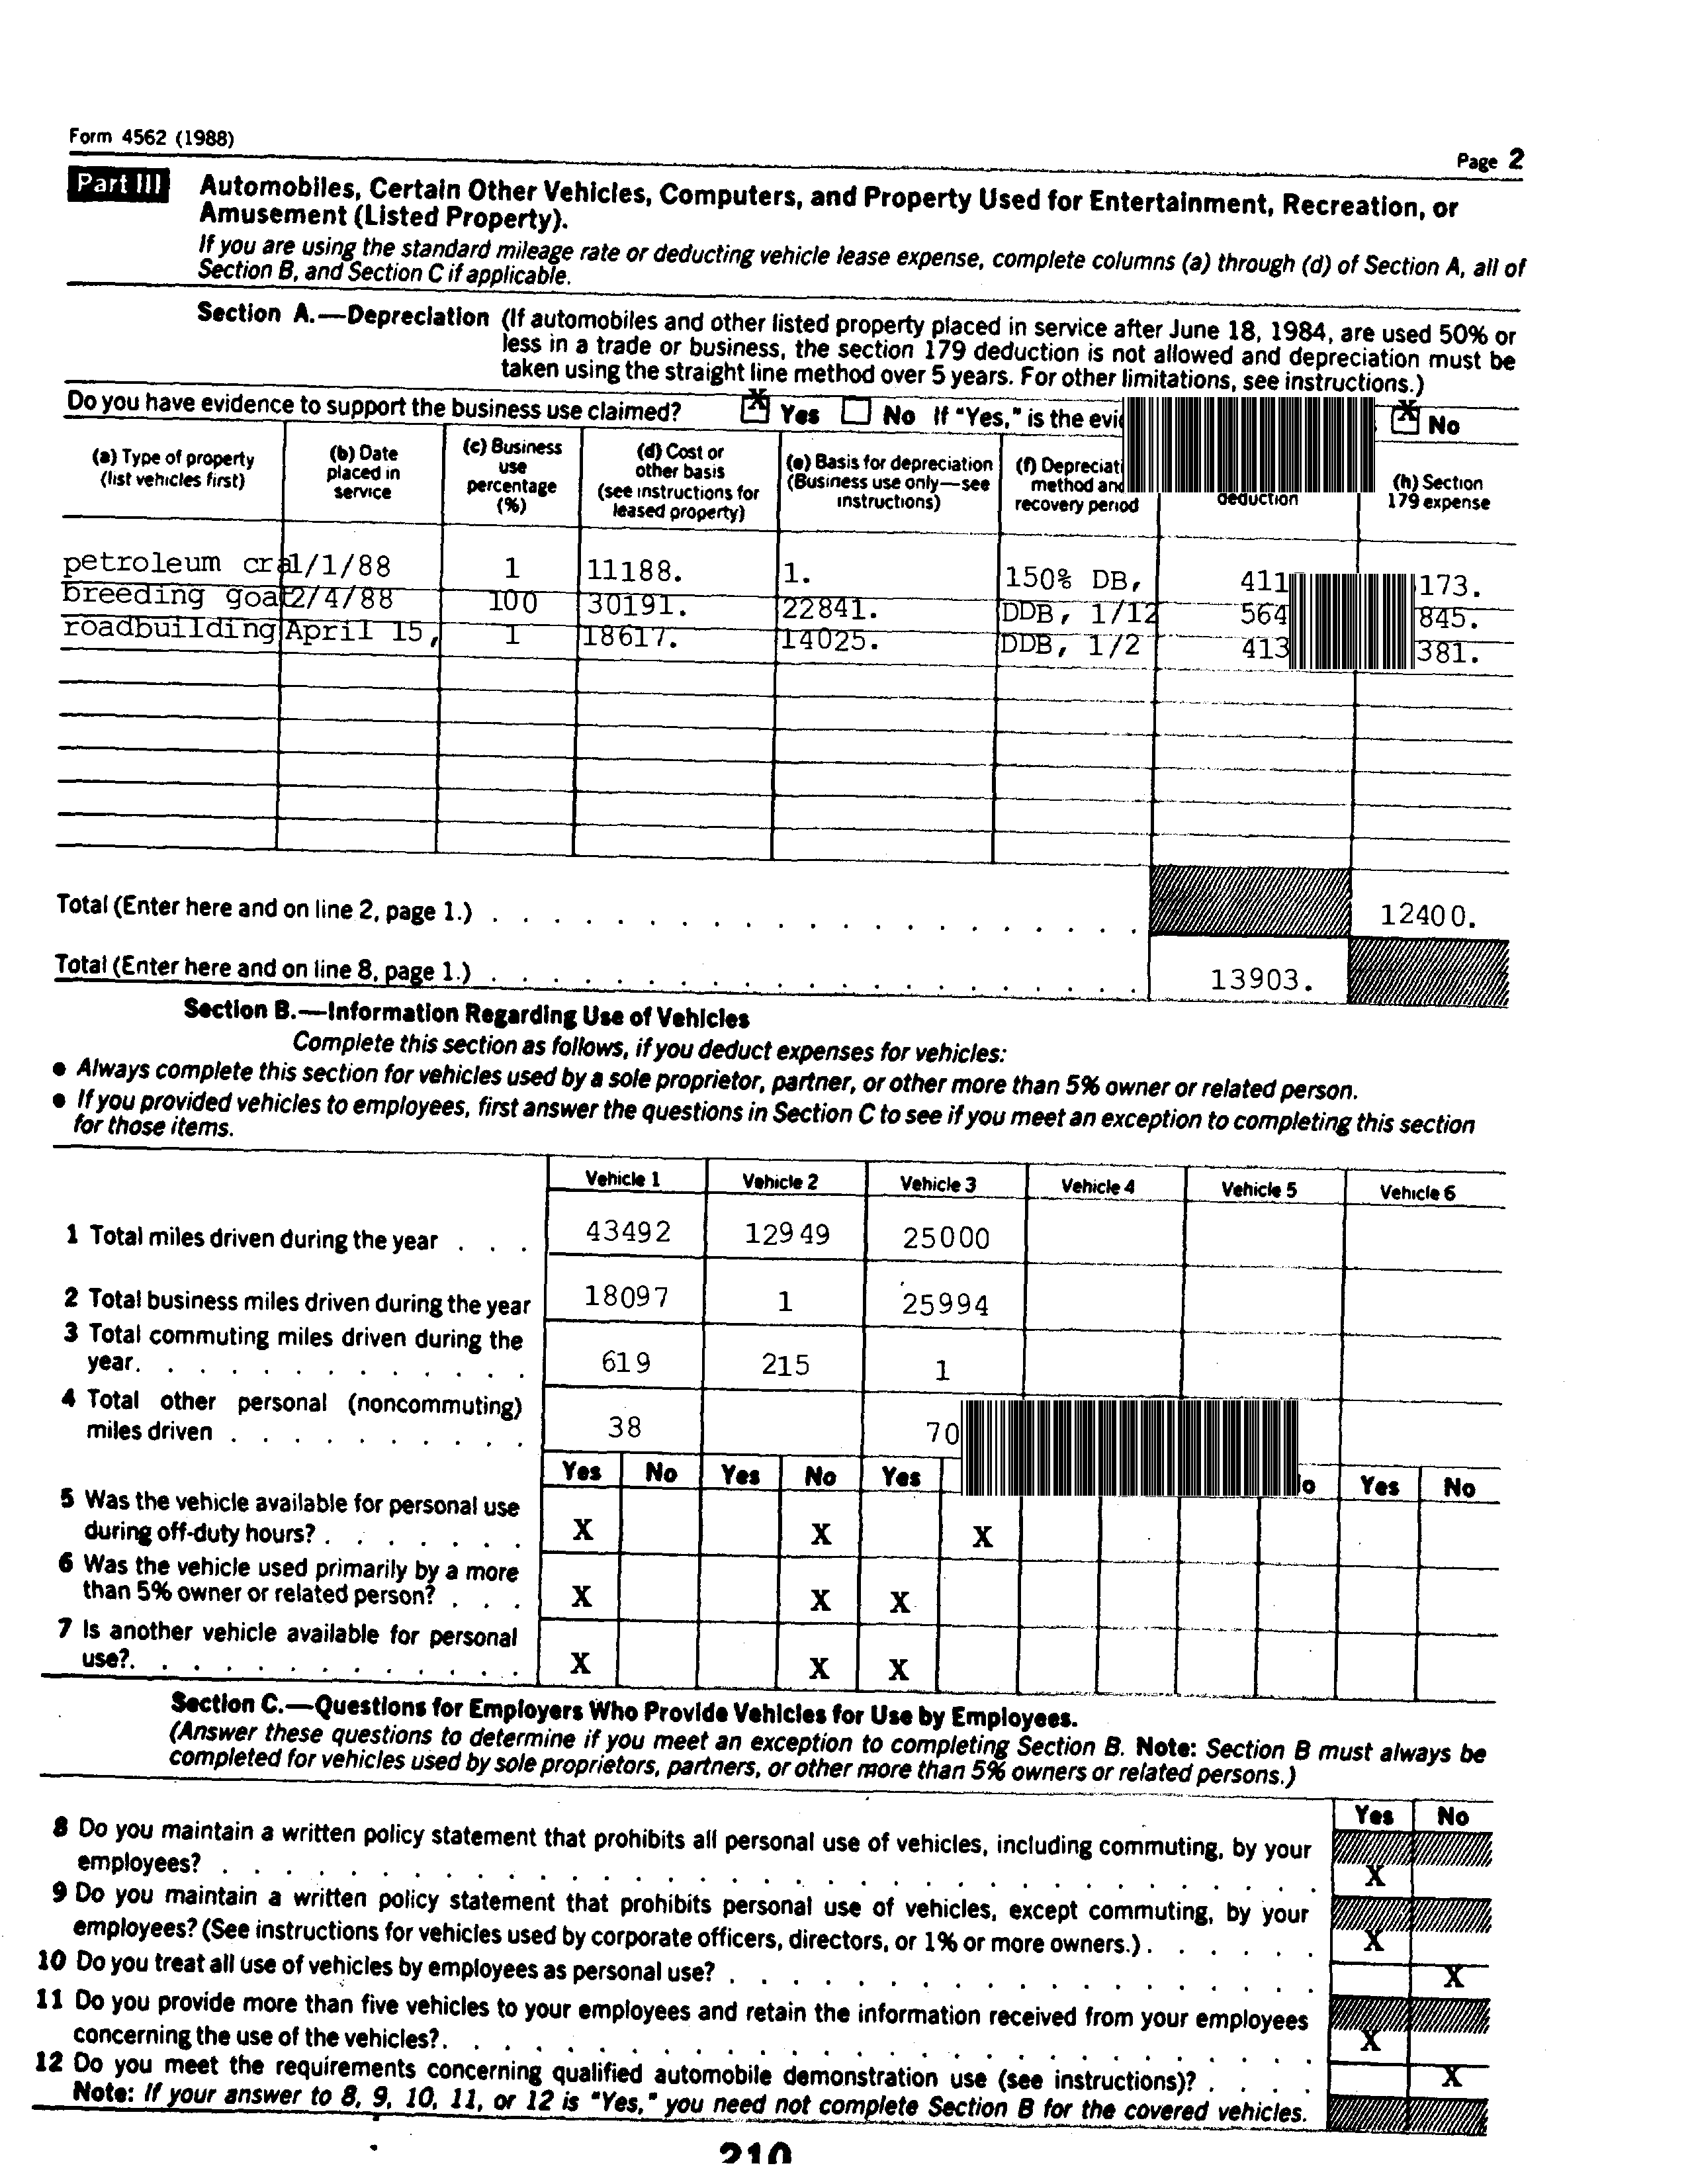 Form 4562 (1988)
Page 2
Part III Automobiles, Certain Other Vehicles, Computers, and Property Used for Entertainment, Recreation, or
Amusement (Listed Property).
If you are using the standard mileage rate or deducting vehicle lease expense, complete columns (a) through (d) of Section A, all of
Section B, and Section C if applicable.
Section A.—Depreciation (If automobiles and other listed property placed in service after June 18, 1984, are used 50% or
less in a trade or business, the section 179 deduction is not allowed and depreciation must be
taken using the straight line method over 5 years. For other limitations, see instructions.)
Do you have evidence to support the business use claimed? X Yes No If "Yes," is the X No
(a) Type of property (list vehicles first)
(b) Date placed in service
(c) Business use percentage (%)
(d) Cost or other basis (see instructions for leased property)
(e) Basis for depreciation (Business use only—see instructions)
(f) method and recovery period
deduction
(h) Section 179 expense
petroleum cra 1/1/88 1 11188. 1. 150% DB, 411 173.
breeding goa 2/4/88 100 30191. 22841. DDB, 1/12 564 845.
roadbuilding April 15, 1 18617. 14025. DDB, 1/2 413 381.
Total (Enter here and on line 2, page 1.) 12400.
Total (Enter here and on line 8, page 1.) 13903.
Section B.—Information Regarding Use of Vehicles
Complete this section as follows, if you deduct expenses for vehicles:
● Always complete this section for vehicles used by a sole proprietor, partner, or other more than 5% owner or related person.
● If you provided vehicles to employees, first answer the questions in Section C to see if you meet an exception to completing this section
for those items.
Vehicle 1 Vehicle 2 Vehicle 3 Vehicle 4 Vehicle 5 Vehicle 6
1 Total miles driven during the year . . . 43492 12949 25000
2 Total business miles driven during the year 18097 1 25994
3 Total commuting miles driven during the
year. 619 215 1
4 Total other personal (noncommuting)
miles driven 38 70
Yes No Yes No Yes Yes No
5 Was the vehicle available for personal use
during off-duty hours? X X X
6 Was the vehicle used primarily by a more
than 5% owner or related person? X X X
7 Is another vehicle available for personal
use? X X X
Section C.—Questions for Employers Who Provide Vehicles for Use by Employees.
(Answer these questions to determine if you meet an exception to completing Section B. Note: Section B must always be
completed for vehicles used by sole proprietors, partners, or other more than 5% owners or related persons.)
Yes No
8 Do you maintain a written policy statement that prohibits all personal use of vehicles, including commuting, by your
employees? X
9 Do you maintain a written policy statement that prohibits personal use of vehicles, except commuting, by your
employees? (See instructions for vehicles used by corporate officers, directors, or 1% or more owners.) X
10 Do you treat all use of vehicles by employees as personal use? X
11 Do you provide more than five vehicles to your employees and retain the information received from your employees
concerning the use of the vehicles? X
12 Do you meet the requirements concerning qualified automobile demonstration use (see instructions)? X
Note: If your answer to 8, 9, 10, 11, or 12 is "Yes," you need not complete Section B for the covered vehicles.
210